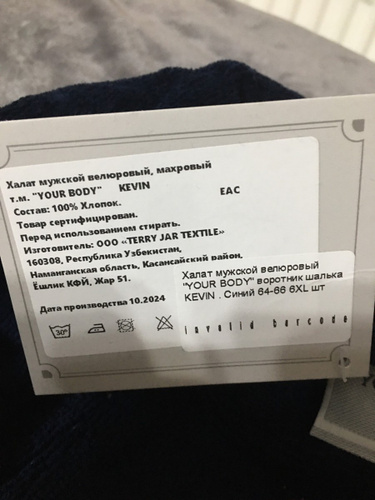 Халат мужской велюровый, махровый
т.м. "YOUR BODY" KEVIN
EAC
Состав: 100% Хлопок.
Товар сертифицирован.
Перед использованием стирать.
Изготовитель: ООО «TERRY JAR TEXTILE»
160308, Республика Узбекистан,
Наманганская область, Касансайский район,
Ёшлик КФЙ, Жар 51.
Дата производства 10.2024
30°
Халат мужской велюровый
"YOUR BODY" воротник шалька
KEVIN . Синий 64-66 6XL шт
invalid barcode